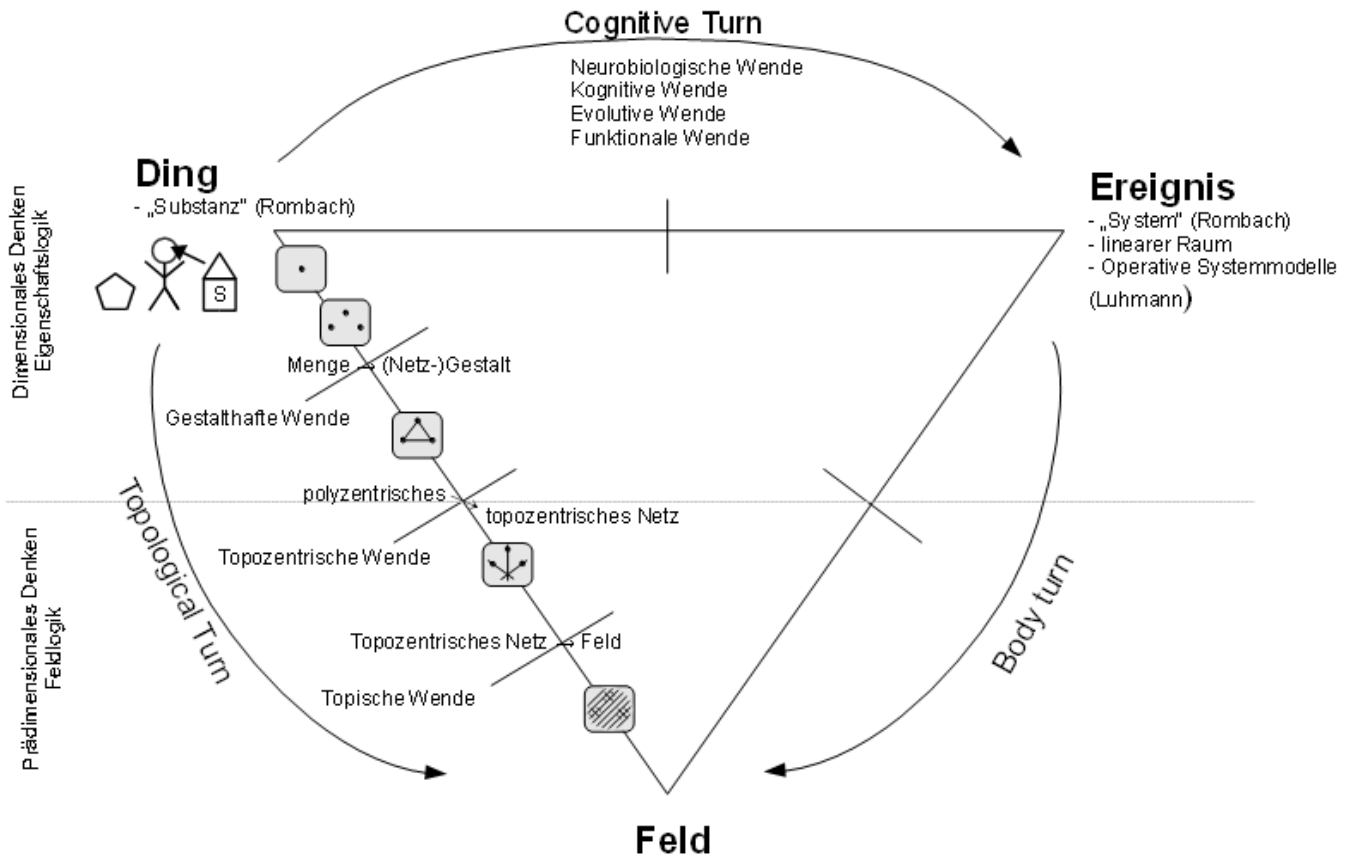 Cognitive Turn
Neurobiologische Wende
Kognitive Wende
Evolutive Wende
Funktionale Wende
Ding
- „Substanz" (Rombach)
S
Ereignis
- „System" (Rombach)
- linearer Raum
- Operative Systemmodelle
(Luhmann)
Dimensionales Denken
Eigenschaftslogik
Menge → (Netz-)Gestalt
Gestalthafte Wende
polyzentrisches
topozentrisches Netz
Topozentrische Wende
Topozentrisches Netz → Feld
Topische Wende
Topological Turn
Body turn
Prädimensionales Denken
Feldlogik
Feld